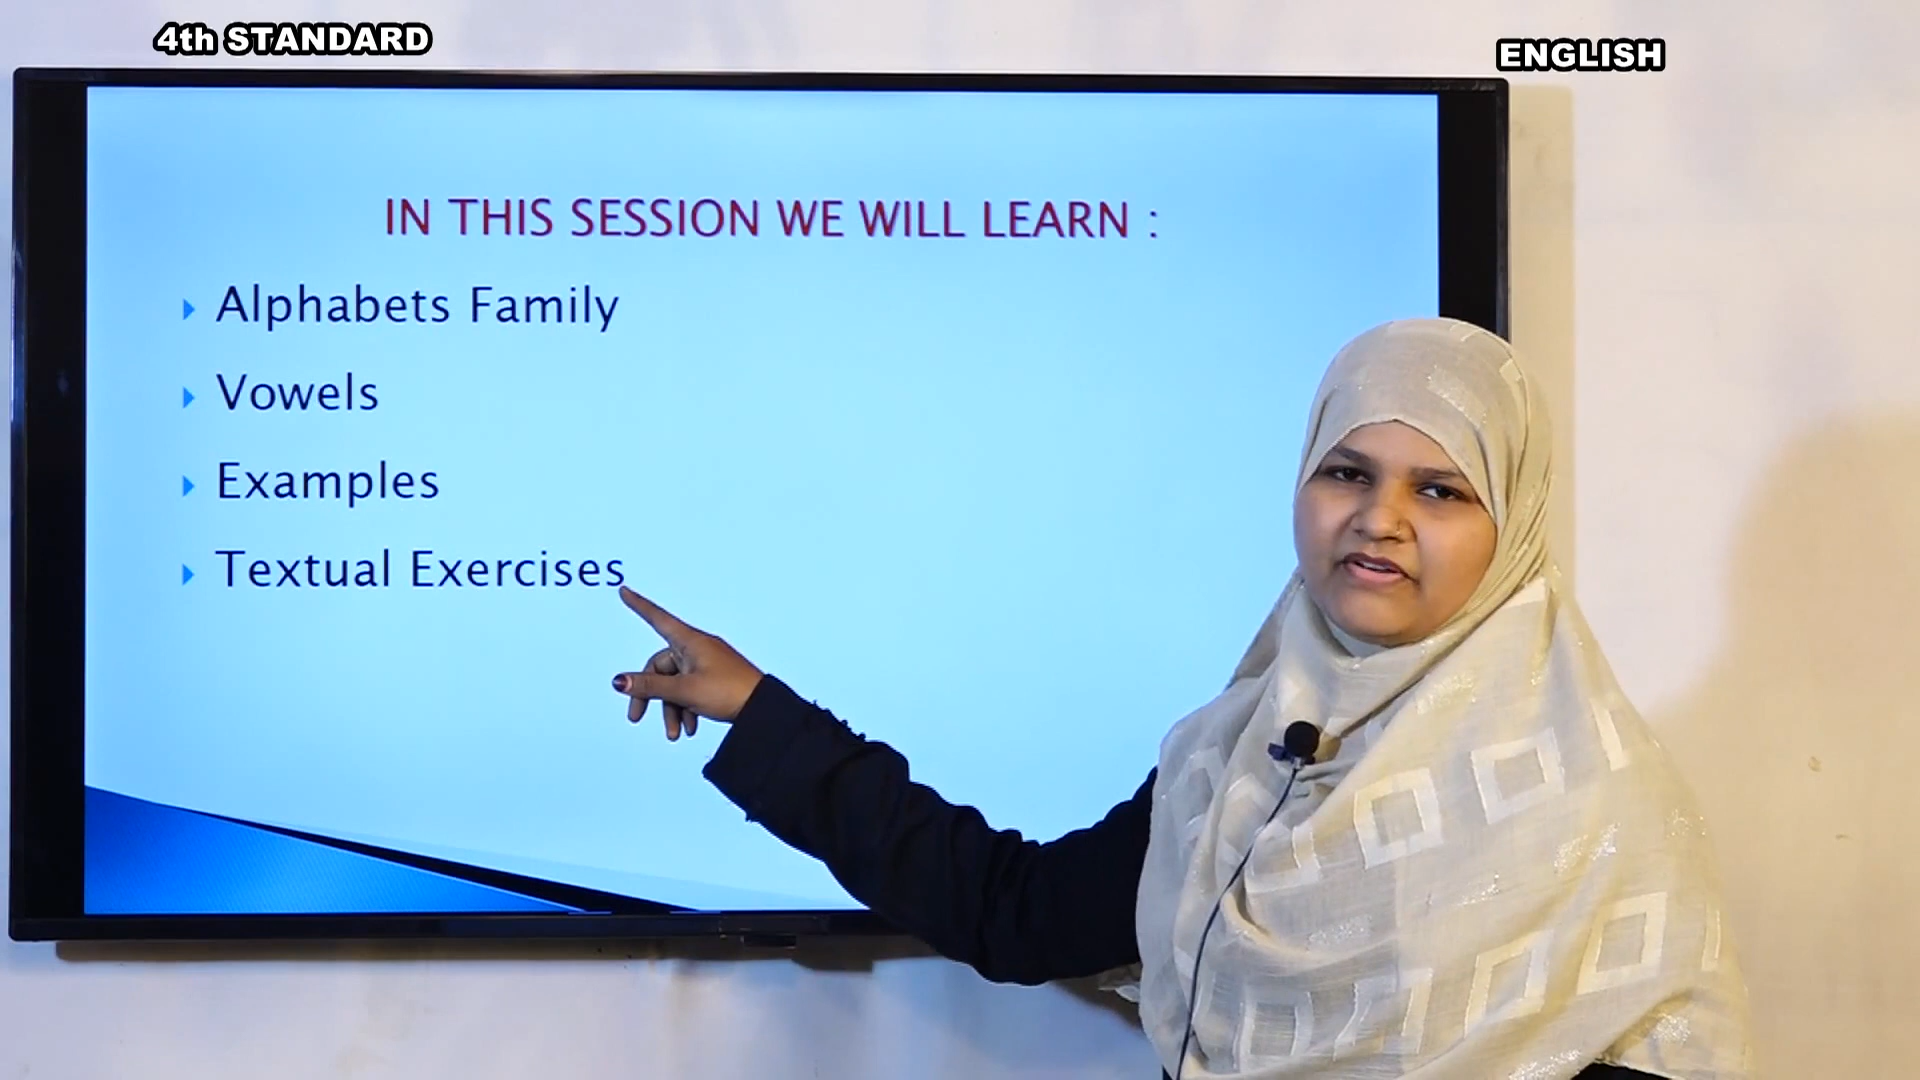 4th STANDARD
ENGLISH
IN THIS SESSION WE WILL LEARN :
Alphabets Family
Vowels
Examples
Textual Exercises